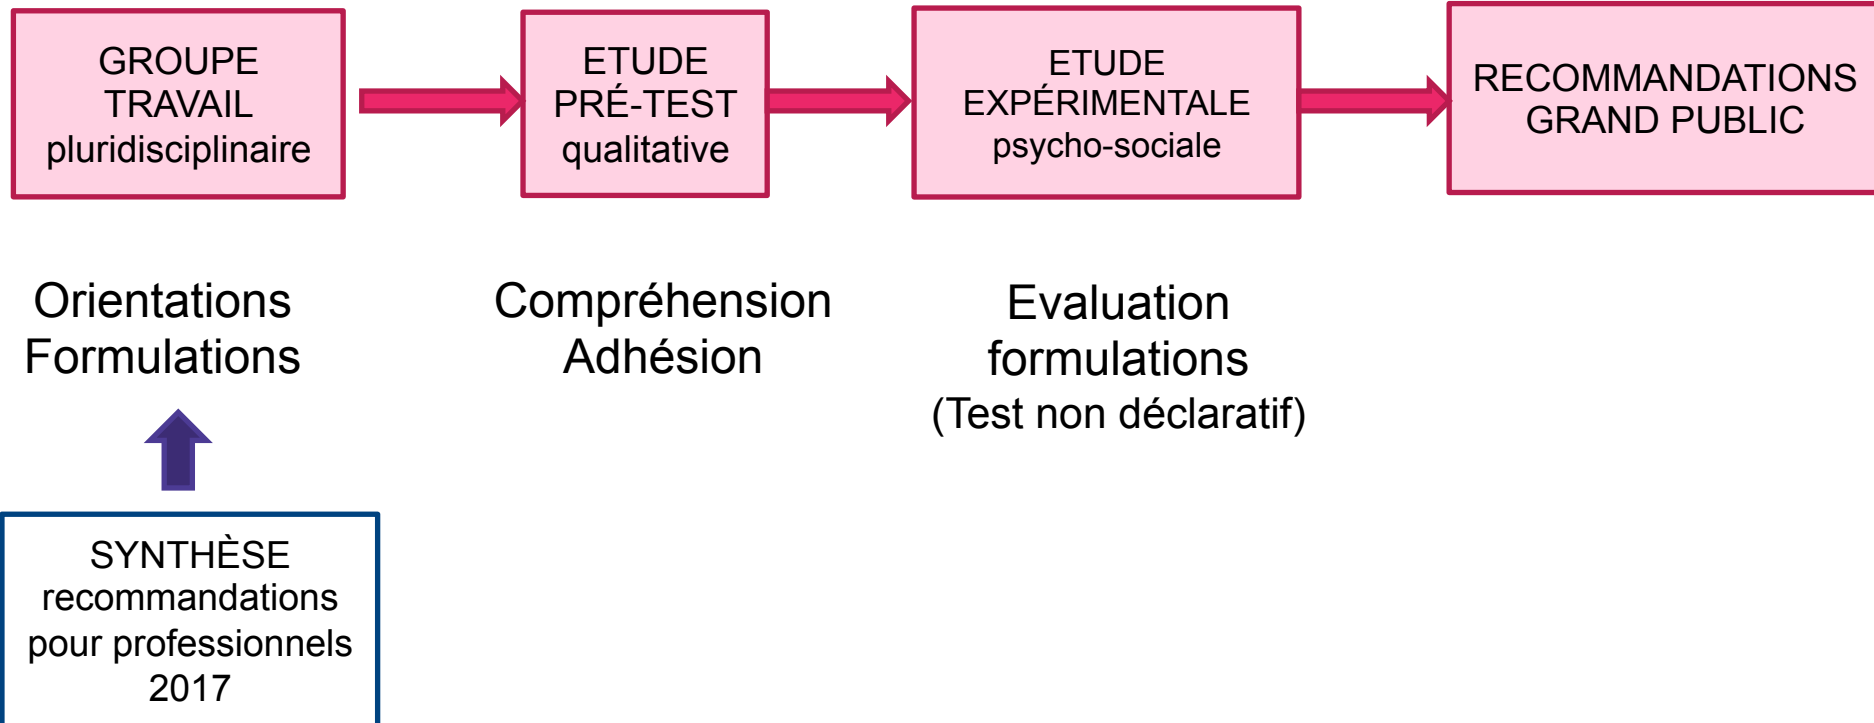 GROUPE
TRAVAIL
pluridisciplinaire
ETUDE
PRÉ-TEST
qualitative
ETUDE
EXPÉRIMENTALE
psycho-sociale
RECOMMANDATIONS
GRAND PUBLIC
Orientations
Formulations
Compréhension
Adhésion
Evaluation
formulations
(Test non déclaratif)
SYNTHÈSE
recommandations
pour professionnels
2017